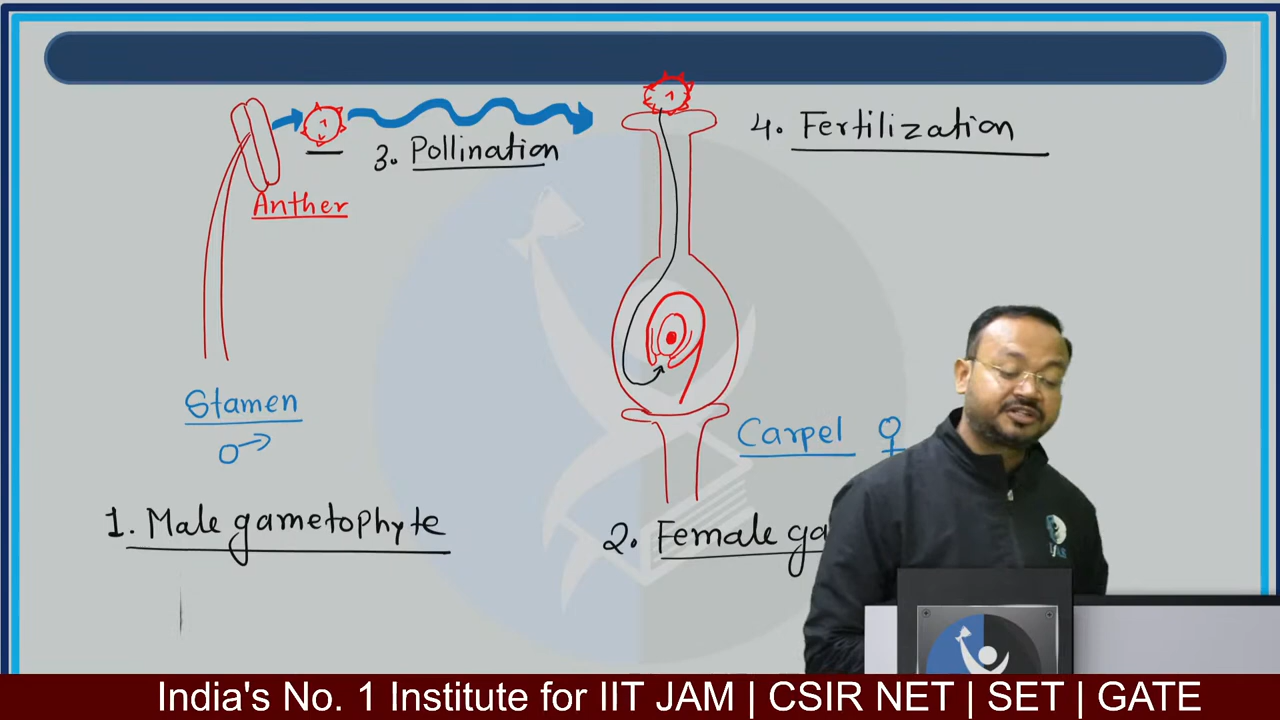 3. Pollination
4. Fertilization
Anther
Stamen
Carpel
1. Male gametophyte
2. Female ga
India's No. 1 Institute for IIT JAM | CSIR NET | SET | GATE